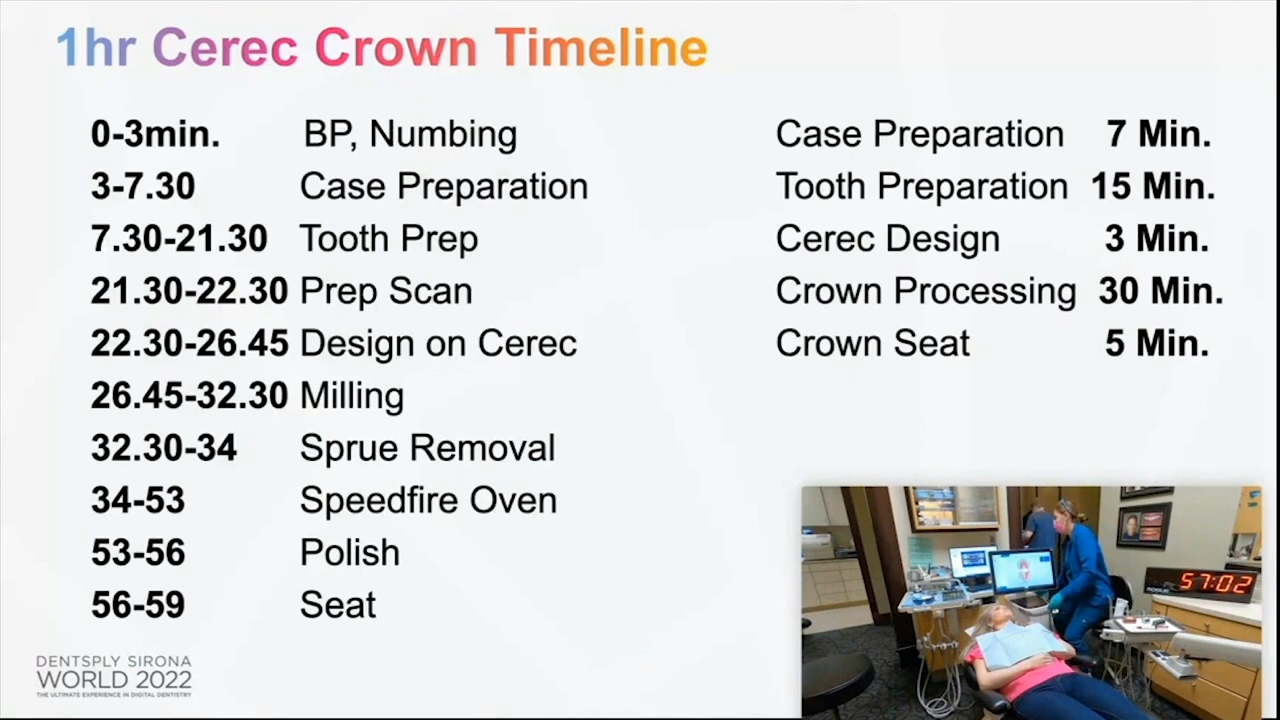 1hr Cerec Crown Timeline
0-3min. BP, Numbing
3-7.30 Case Preparation
7.30-21.30 Tooth Prep
21.30-22.30 Prep Scan
22.30-26.45 Design on Cerec
26.45-32.30 Milling
32.30-34 Sprue Removal
34-53 Speedfire Oven
53-56 Polish
56-59 Seat
Case Preparation 7 Min.
Tooth Preparation 15 Min.
Cerec Design 3 Min.
Crown Processing 30 Min.
Crown Seat 5 Min.
57:02
DENTSPLY SIRONA
WORLD 2022
THE ULTIMATE EXPERIENCE IN DIGITAL DENTISTRY